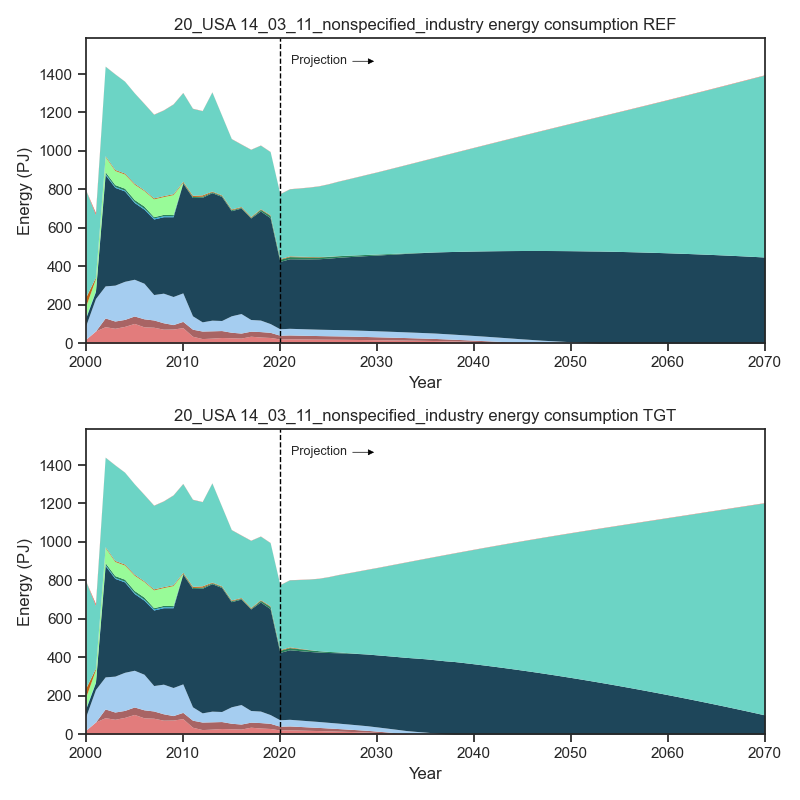 20_USA 14_03_11_nonspecified_industry energy consumption REF
Projection
Energy (PJ)
1400
1200
1000
800
600
400
200
0
2000 2010 2020 2030 2040 2050 2060 2070
Year
20_USA 14_03_11_nonspecified_industry energy consumption TGT
Projection
Energy (PJ)
1400
1200
1000
800
600
400
200
0
2000 2010 2020 2030 2040 2050 2060 2070
Year